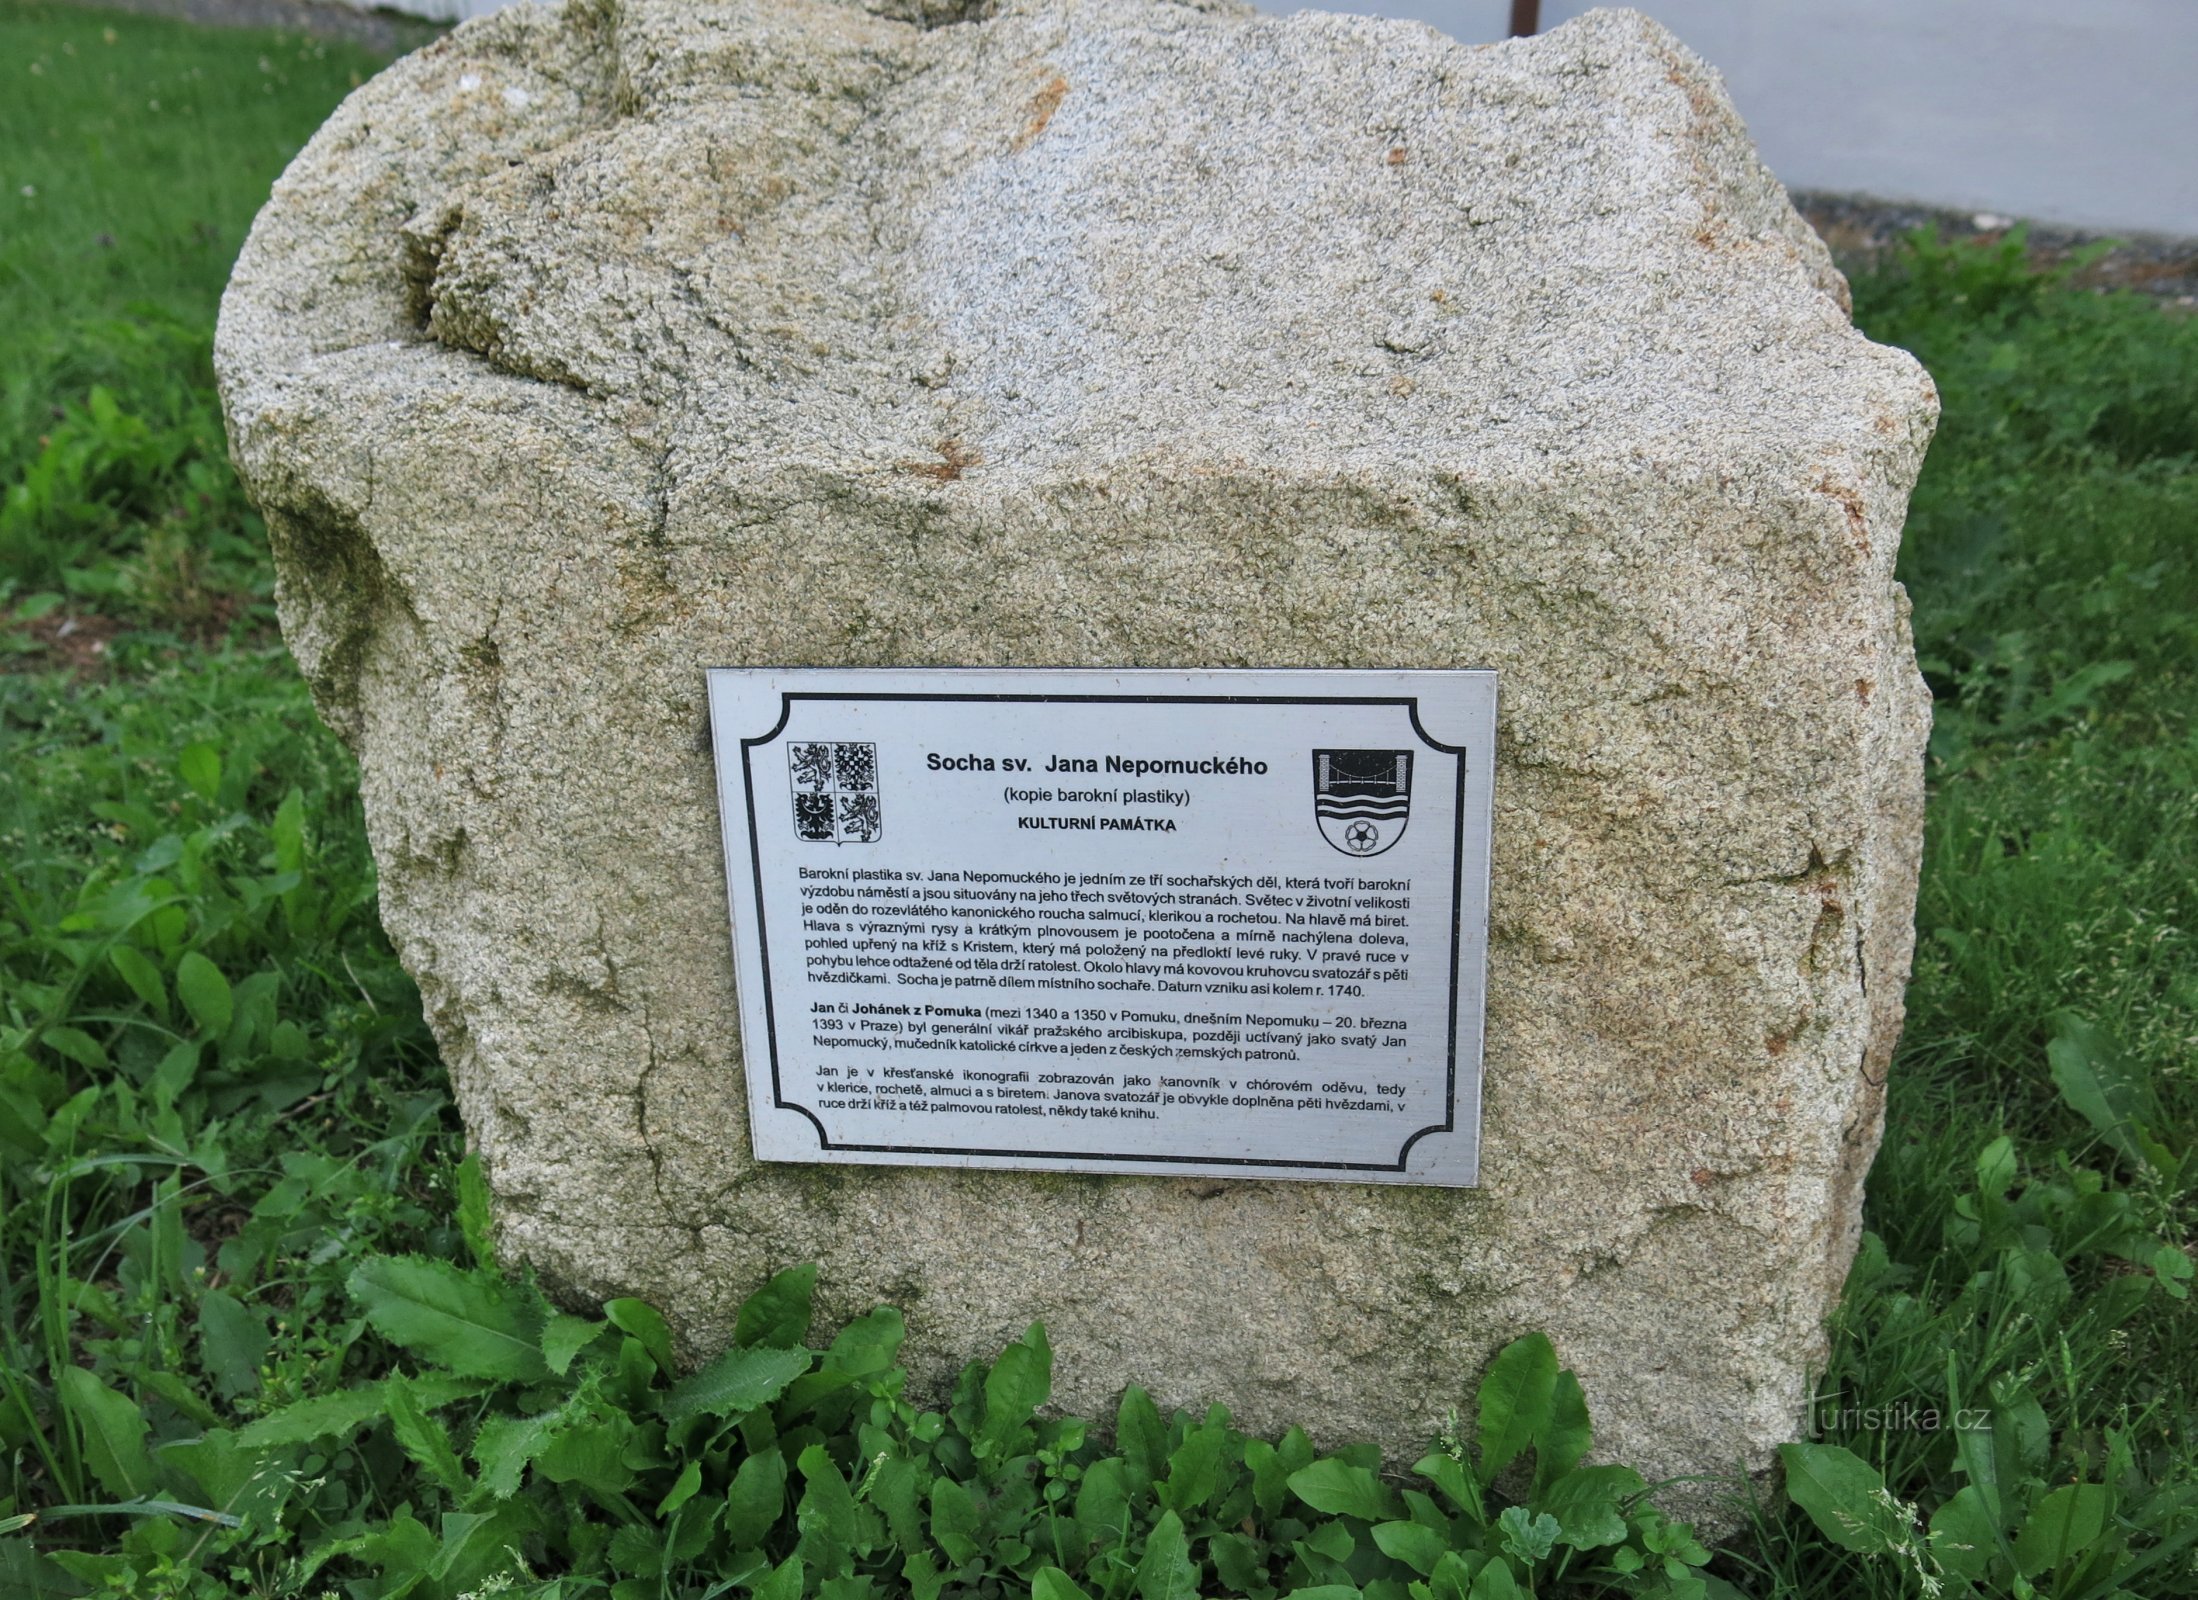 Socha sv. Jana Nepomuckého
(kopie barokní plastiky)
KULTURNÍ PAMÁTKA
Barokní plastika sv. Jana Nepomuckého je jedním ze tří sochařských děl, která tvoří barokní
výzdobu náměstí a jsou situovány na jeho třech světových stranách. Světec v životní velikosti
je oděn do rozevlátého kanonického roucha salmucí, klerikou a rochetou. Na hlavě má biret.
Hlava s výraznými rysy a krátkým plnovousem je pootočena a mírně nachýlena doleva,
pohled upřený na kříž s Kristem, který má položený na předloktí levé ruky. V pravé ruce v
pohybu lehce odtažené od těla drží ratolest. Okolo hlavy má kovovou kruhovcu svatozář s pěti
hvězdičkami. Socha je patrně dílem místního sochaře. Datum vzniku asi kolem r. 1740.
Jan či Johánek z Pomuka (mezi 1340 a 1350 v Pomuku, dnešním Nepomuku – 20. března
1393 v Praze) byl generální vikář pražského arcibiskupa, později uctívaný jako svatý Jan
Nepomucký, mučedník katolické církve a jeden z českých zemských patronů.
Jan je v křesťanské ikonografii zobrazován jako kanovník v chórovém oděvu, tedy
v klerice, rochetě, almuci a s biretem. Janova svatozář je obvykle doplněna pěti hvězdami, v
ruce drží kříž a též palmovou ratolest, někdy také knihu.
Turistika.cz